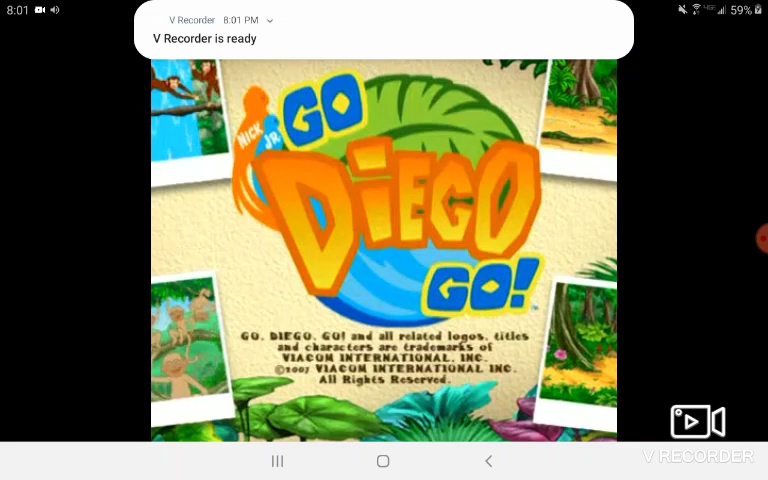 8:01
59%
V Recorder 8:01 PM
V Recorder is ready
NICK JR
GO
DiEGO
GO!
GO, DIEGO, GO! and all related logos, titles
and characters are trademarks of
VIACOM INTERNATIONAL, INC.
©2007 VIACOM INTERNATIONAL INC.
All Rights Reserved.
V RECORDER